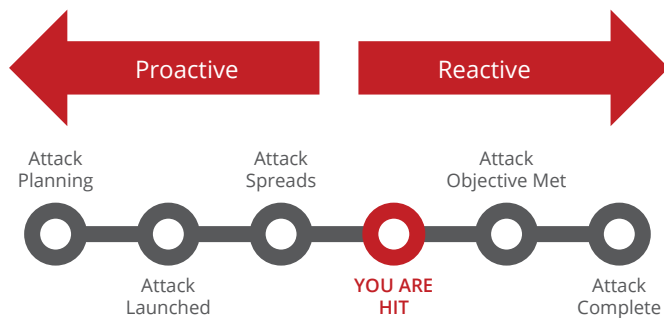 Proactive
Reactive
Attack
Planning
Attack
Spreads
Attack
Objective Met
Attack
Launched
YOU ARE
HIT
Attack
Complete